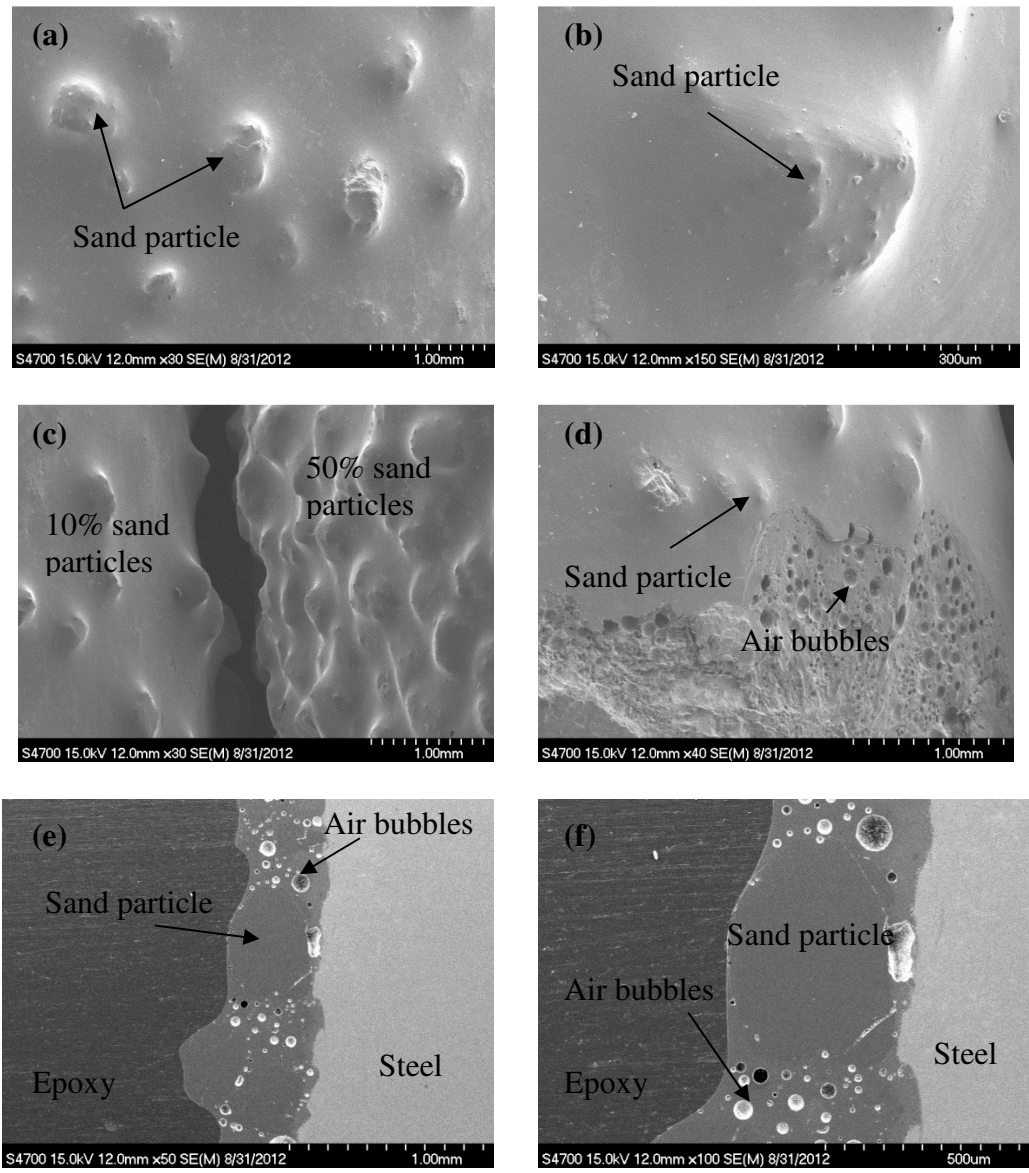 (a)
Sand particle
S4700 15.0kV 12.0mm x30 SE(M) 8/31/2012 1.00mm
(b)
Sand particle
S4700 15.0kV 12.0mm x150 SE(M) 8/31/2012 300um
(c)
10% sand
particles
50% sand
particles
S4700 15.0kV 12.0mm x30 SE(M) 8/31/2012 1.00mm
(d)
Sand particle
Air bubbles
S4700 15.0kV 12.0mm x40 SE(M) 8/31/2012 1.00mm
(e)
Air bubbles
Sand particle
Epoxy
Steel
S4700 15.0kV 12.0mm x50 SE(M) 8/31/2012 1.00mm
(f)
Sand particle
Air bubbles
Epoxy
Steel
S4700 15.0kV 12.0mm x100 SE(M) 8/31/2012 500um